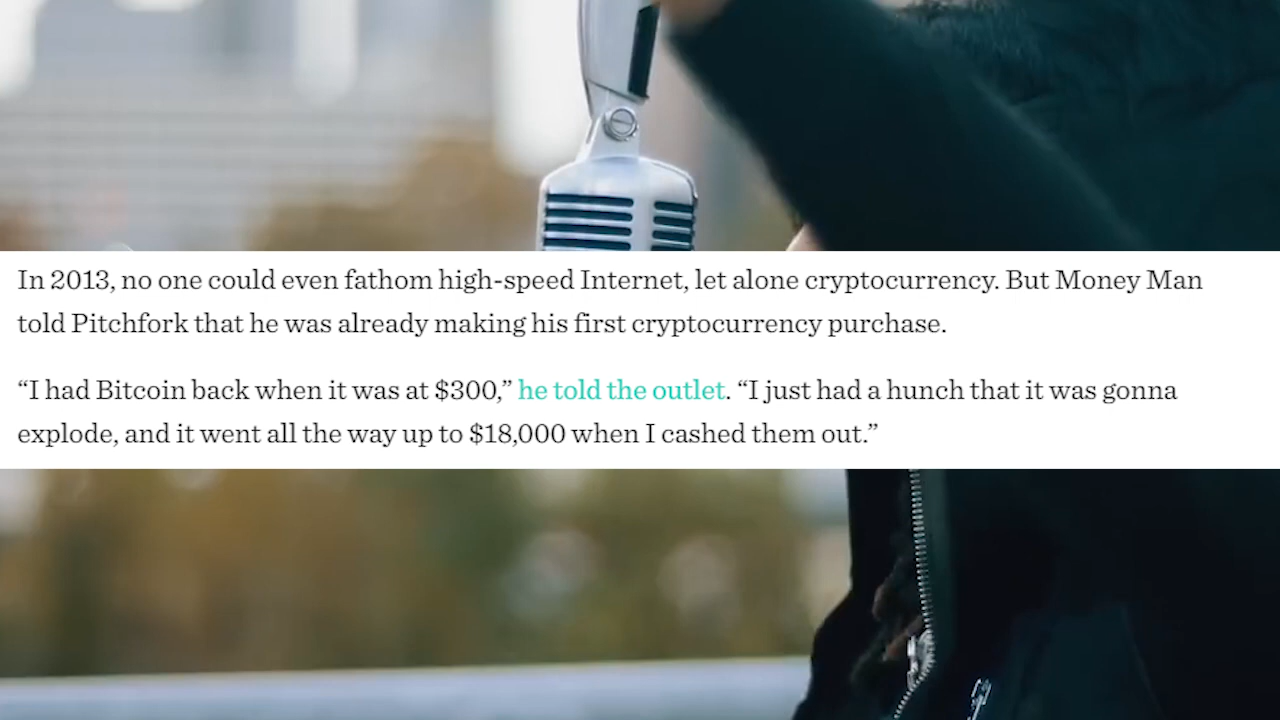 In 2013, no one could even fathom high-speed Internet, let alone cryptocurrency. But Money Man
told Pitchfork that he was already making his first cryptocurrency purchase.
“I had Bitcoin back when it was at $300,” he told the outlet. “I just had a hunch that it was gonna
explode, and it went all the way up to $18,000 when I cashed them out.”